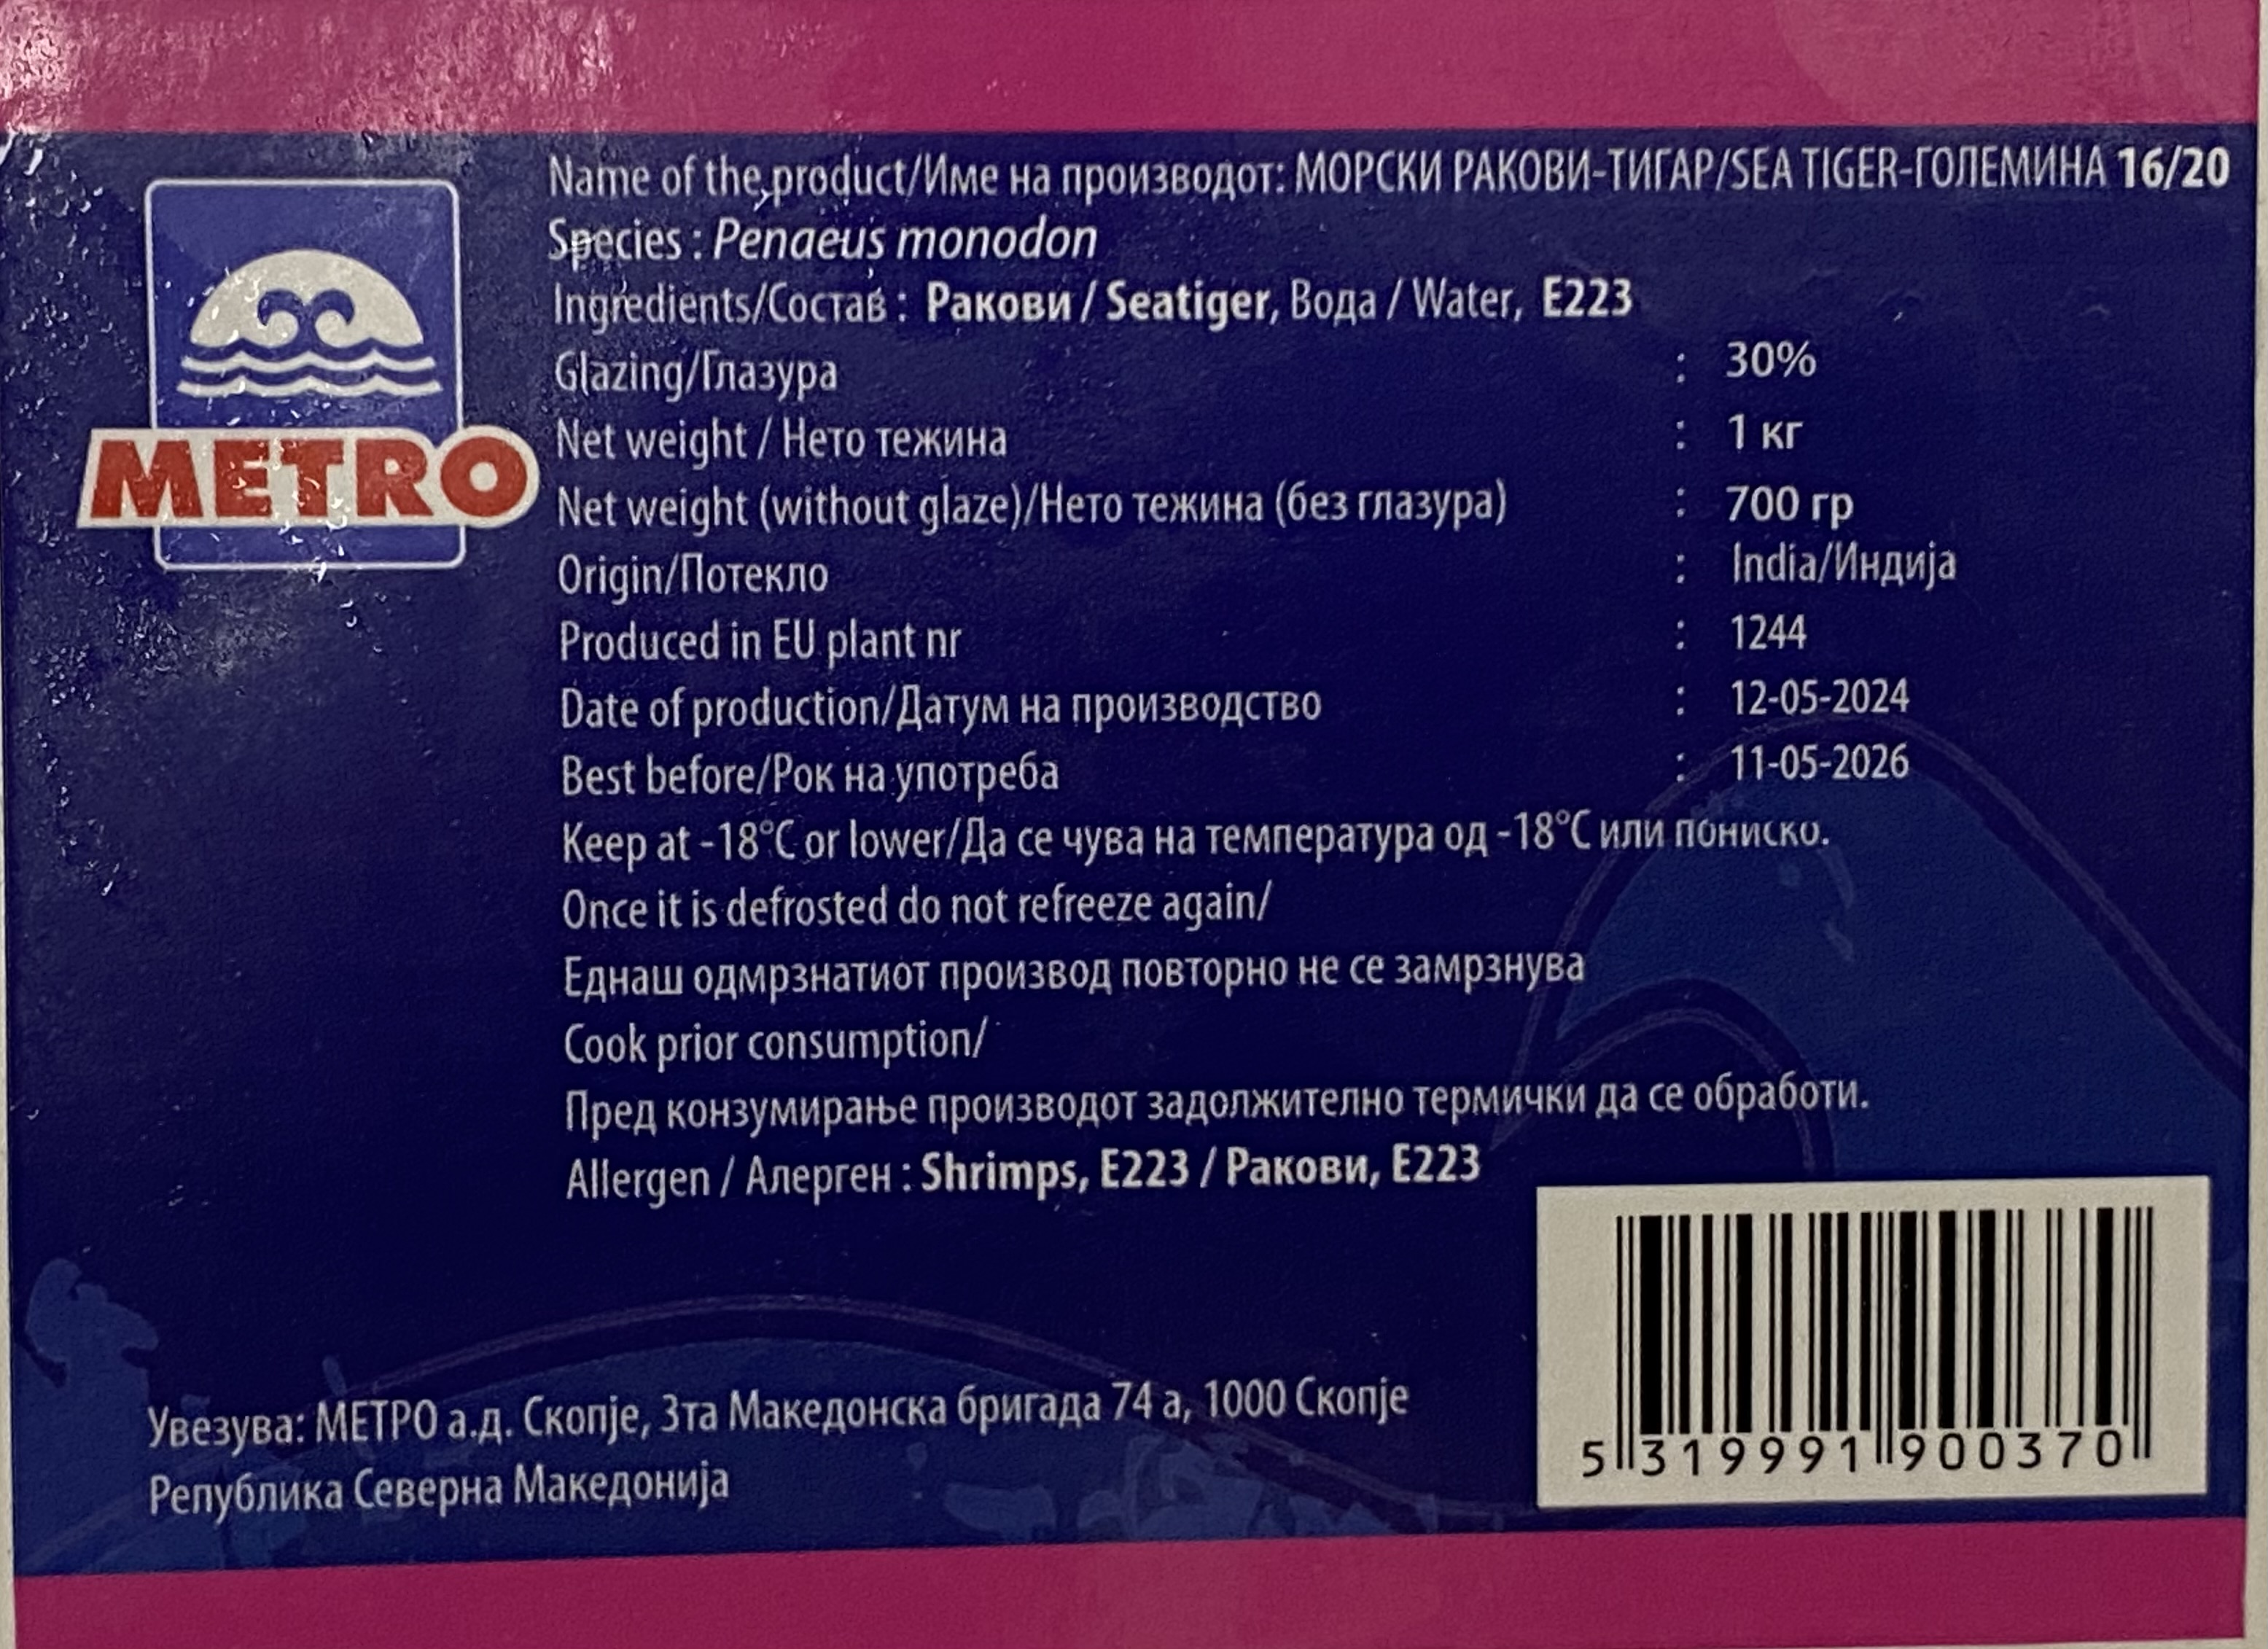 METRO
Name of the product/Име на производот: МОРСКИ РАКОВИ-ТИГАР/SEA TIGER-ГОЛЕМИНА 16/20
Species : Penaeus monodon
Ingredients/Состав : Ракови / Seatiger, Вода / Water, E223
Glazing/Глазура : 30%
Net weight / Нето тежина : 1 кг
Net weight (without glaze)/Нето тежина (без глазура) : 700 гр
Origin/Потекло : India/Индија
Produced in EU plant nr : 1244
Date of production/Датум на производство : 12-05-2024
Best before/Рок на употреба : 11-05-2026
Keep at -18°C or lower/Да се чува на температура од -18°C или пониско.
Once it is defrosted do not refreeze again/
Еднаш одмрзнатиот производ повторно не се замрзнува
Cook prior consumption/
Пред конзумирање производот задолжително термички да се обработи.
Allergen / Алерген : Shrimps, E223 / Ракови, E223
Увезува: МЕТРО а.д. Скопје, 3та Македонска бригада 74 а, 1000 Скопје
Република Северна Македонија
5 319991 900370